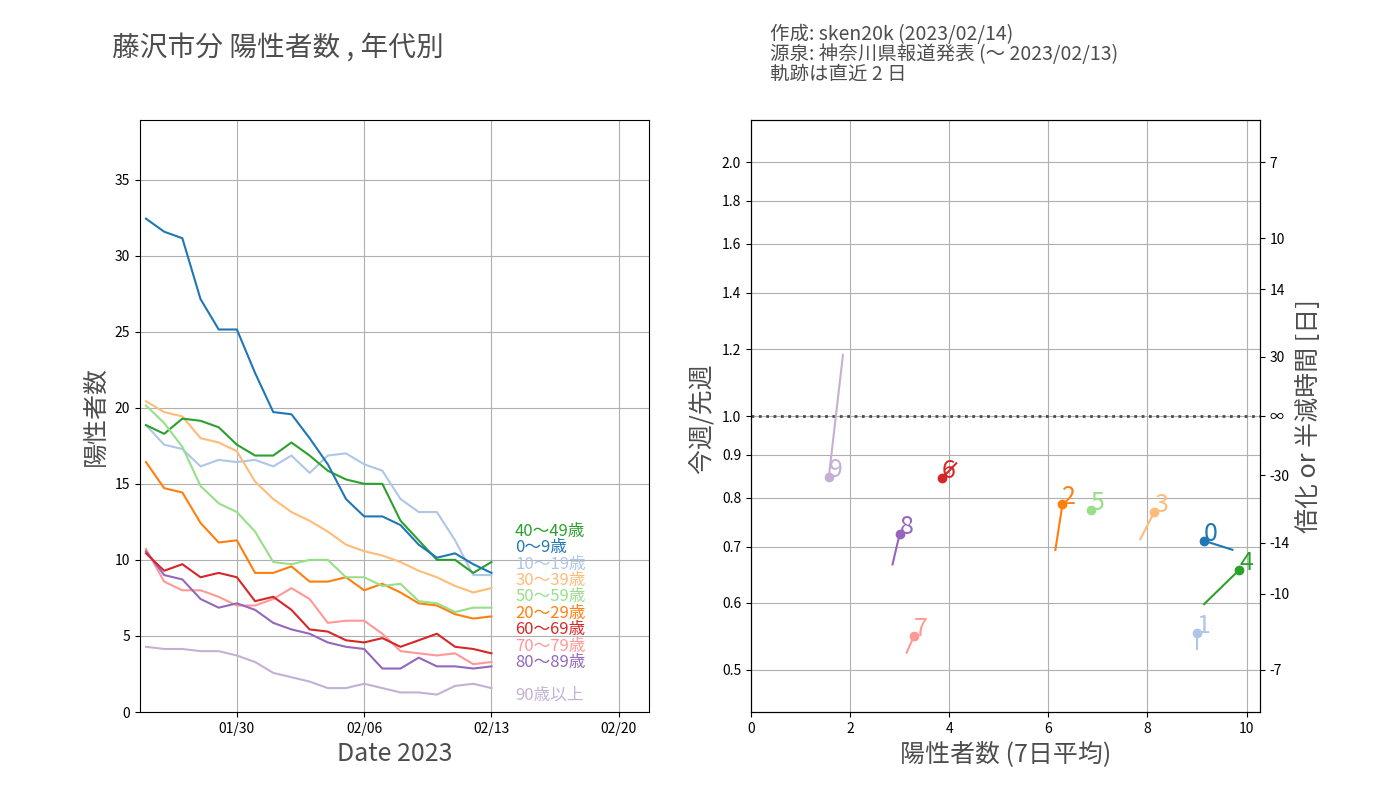 藤沢市分 陽性者数 , 年代別
作成: sken20k (2023/02/14)
源泉: 神奈川県報道発表 (〜 2023/02/13)
軌跡は直近 2 日
陽性者数
35
30
25
20
15
10
5
0
01/30
02/06
02/13
02/20
Date 2023
40〜49歳
0〜9歳
10〜19歳
30〜39歳
50〜59歳
20〜29歳
60〜69歳
70〜79歳
80〜89歳
90歳以上
今週/先週
2.0
1.8
1.6
1.4
1.2
1.0
0.9
0.8
0.7
0.6
0.5
0
2
4
6
8
10
陽性者数 (7日平均)
7
10
14
30
∞
-30
-14
-10
-7
倍化 or 半減時間 [日]
9
6
2
5
3
8
0
4
1
7